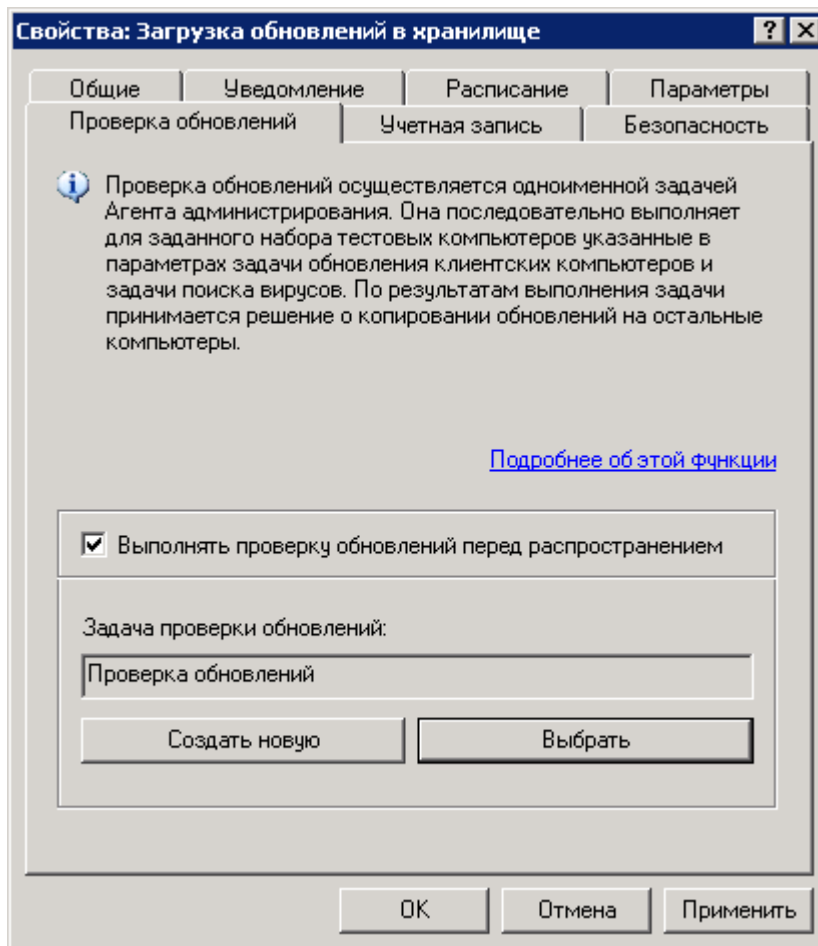 Свойства: Загрузка обновлений в хранилище
Общие Уведомление Расписание Параметры
Проверка обновлений Учетная запись Безопасность
Проверка обновлений осуществляется одноименной задачей
Агента администрирования. Она последовательно выполняет
для заданного набора тестовых компьютеров указанные в
параметрах задачи обновления клиентских компьютеров и
задачи поиска вирусов. По результатам выполнения задачи
принимается решение о копировании обновлений на остальные
компьютеры.
Подробнее об этой функции
Выполнять проверку обновлений перед распространением
Задача проверки обновлений:
Проверка обновлений
Создать новую Выбрать
OK Отмена Применить